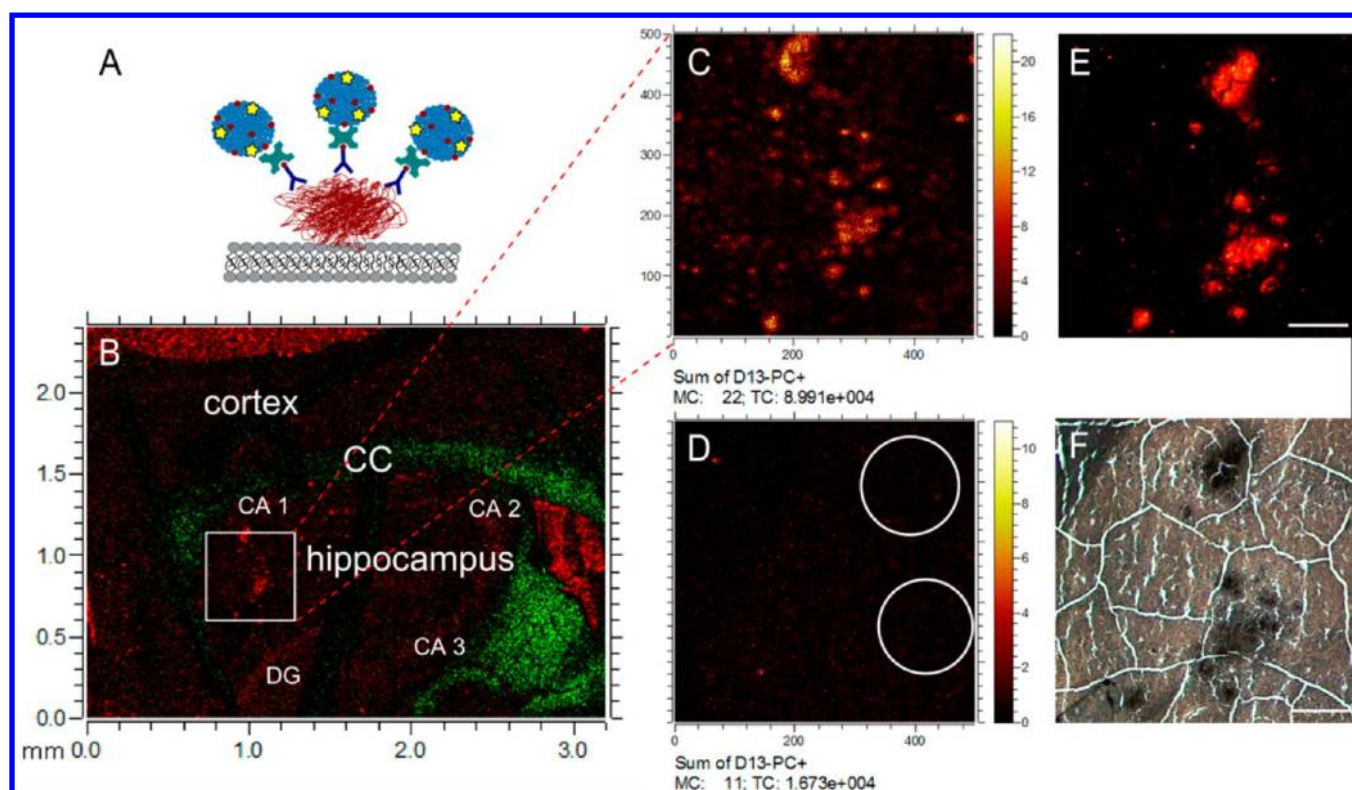 A
B
cortex
CC
CA 1
CA 2
hippocampus
CA 3
DG
2.0
1.5
1.0
0.5
0.0
mm 0.0 1.0 2.0 3.0
C
500
400
300
200
100
0 200 400
20
16
12
8
4
0
Sum of D13-PC+
MC: 22; TC: 8.991e+004
D
0 200 400
10
8
6
4
2
0
Sum of D13-PC+
MC: 11; TC: 1.673e+004
E
F